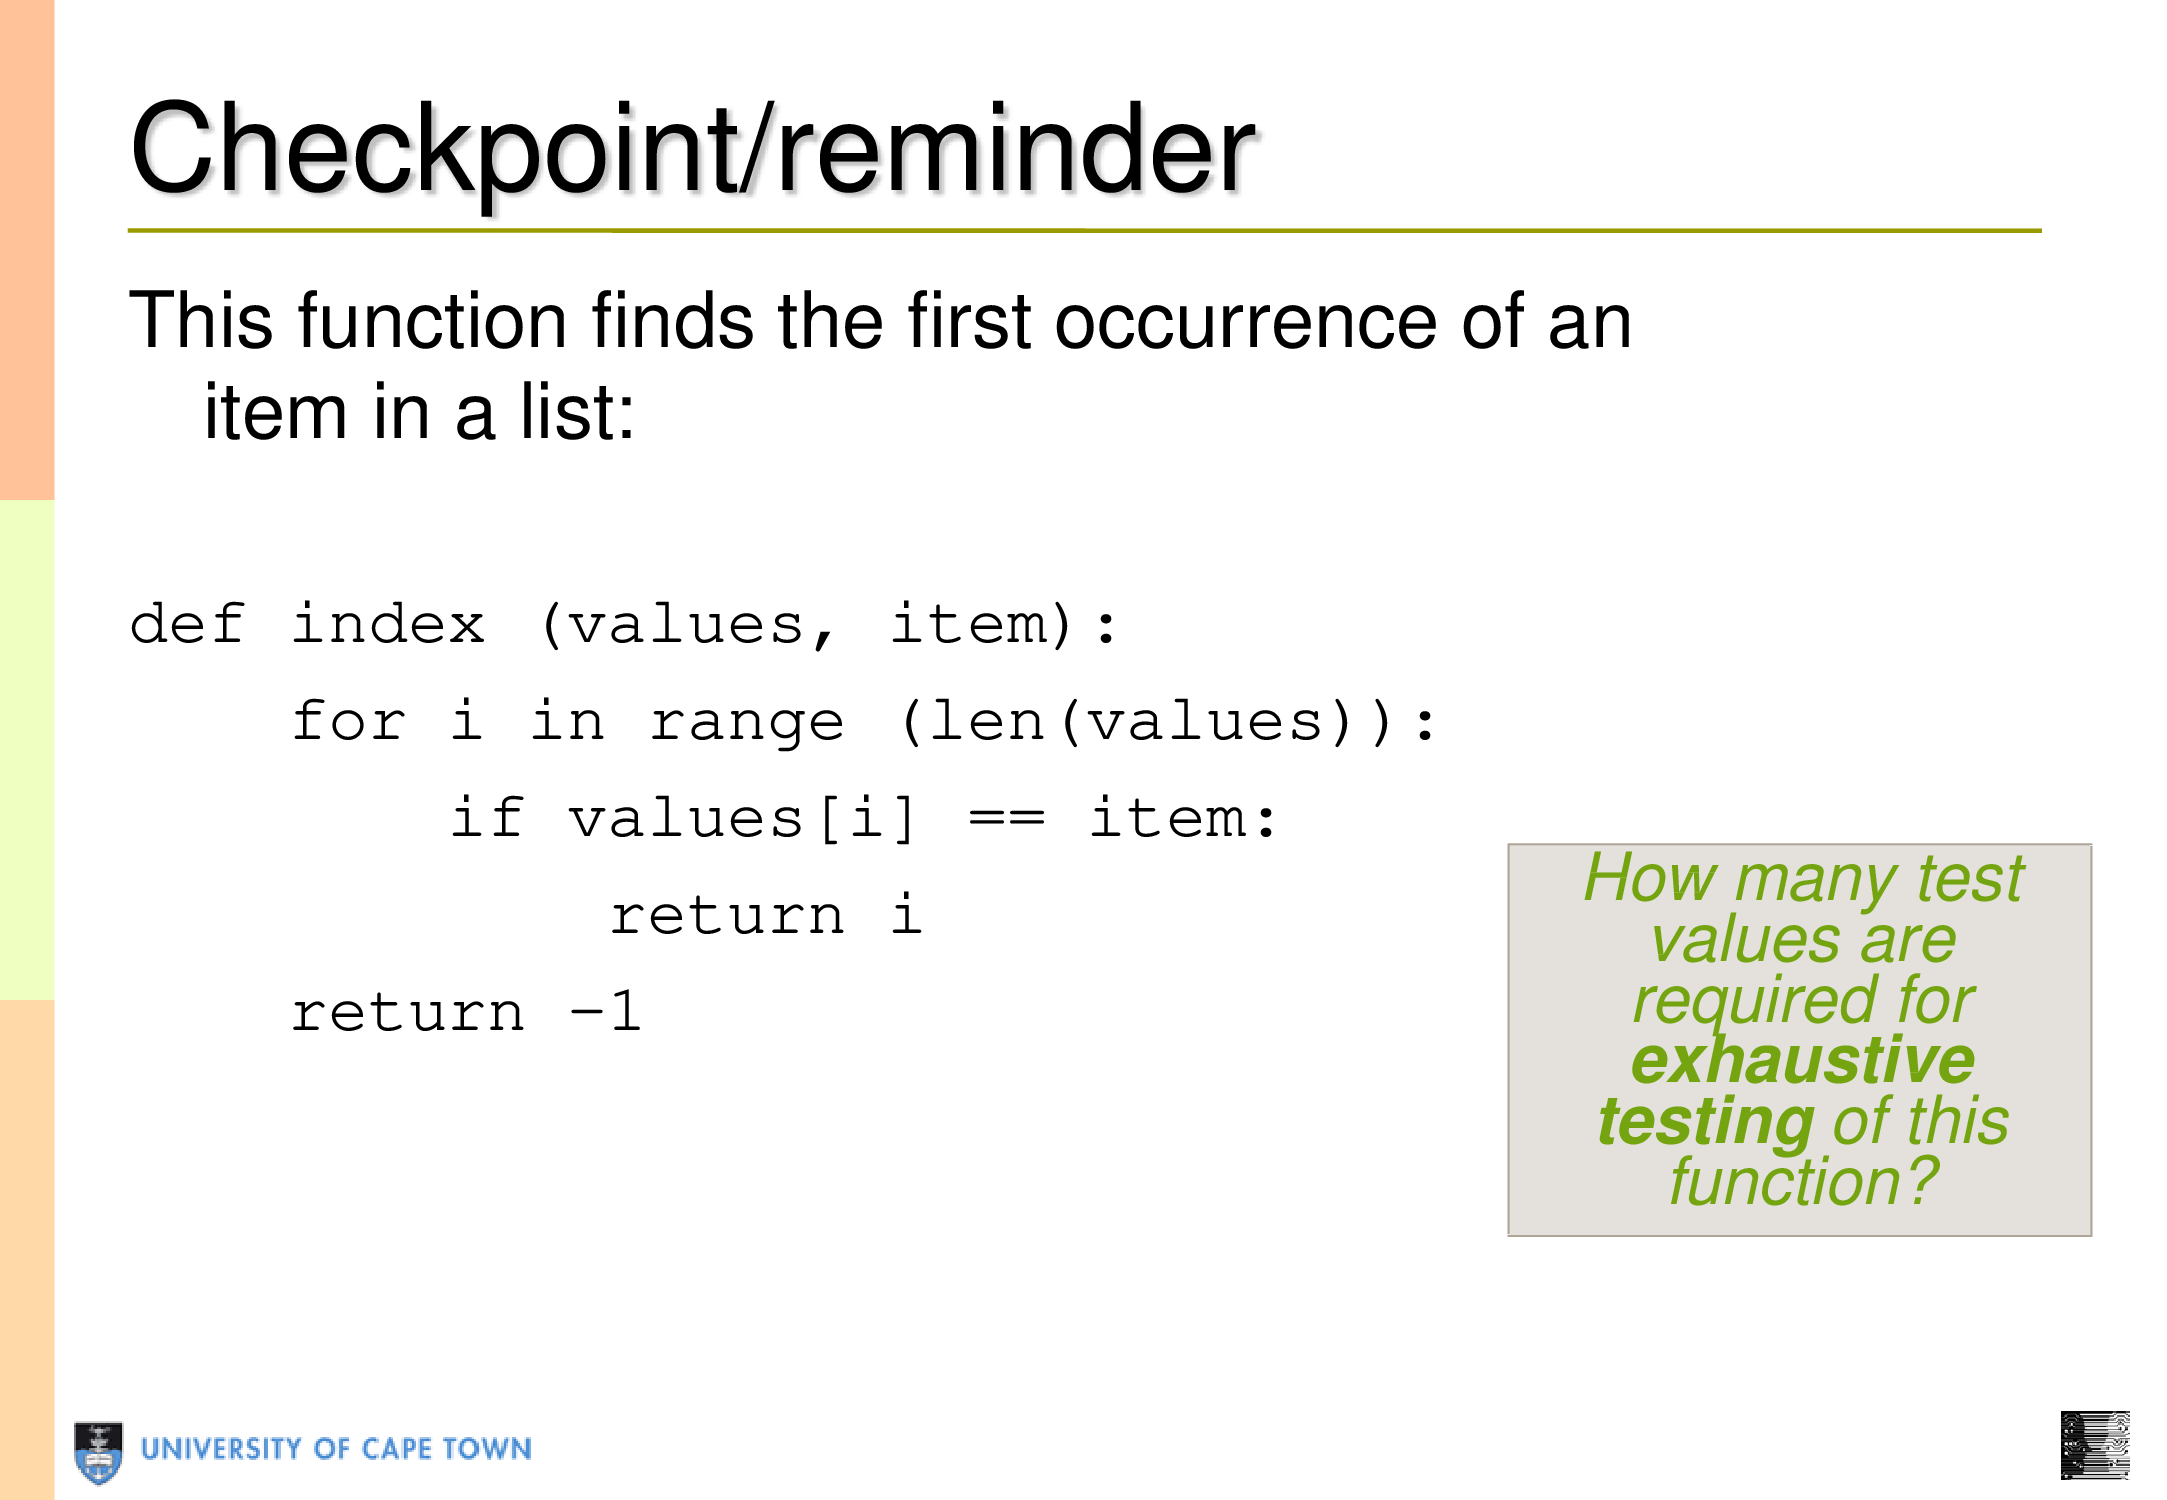 Checkpoint/reminder
This function finds the first occurrence of an
item in a list:
def index (values, item):
    for i in range (len(values)):
        if values[i] == item:
            return i
    return -1
How many test
values are
required for
exhaustive
testing of this
function?
UNIVERSITY OF CAPE TOWN